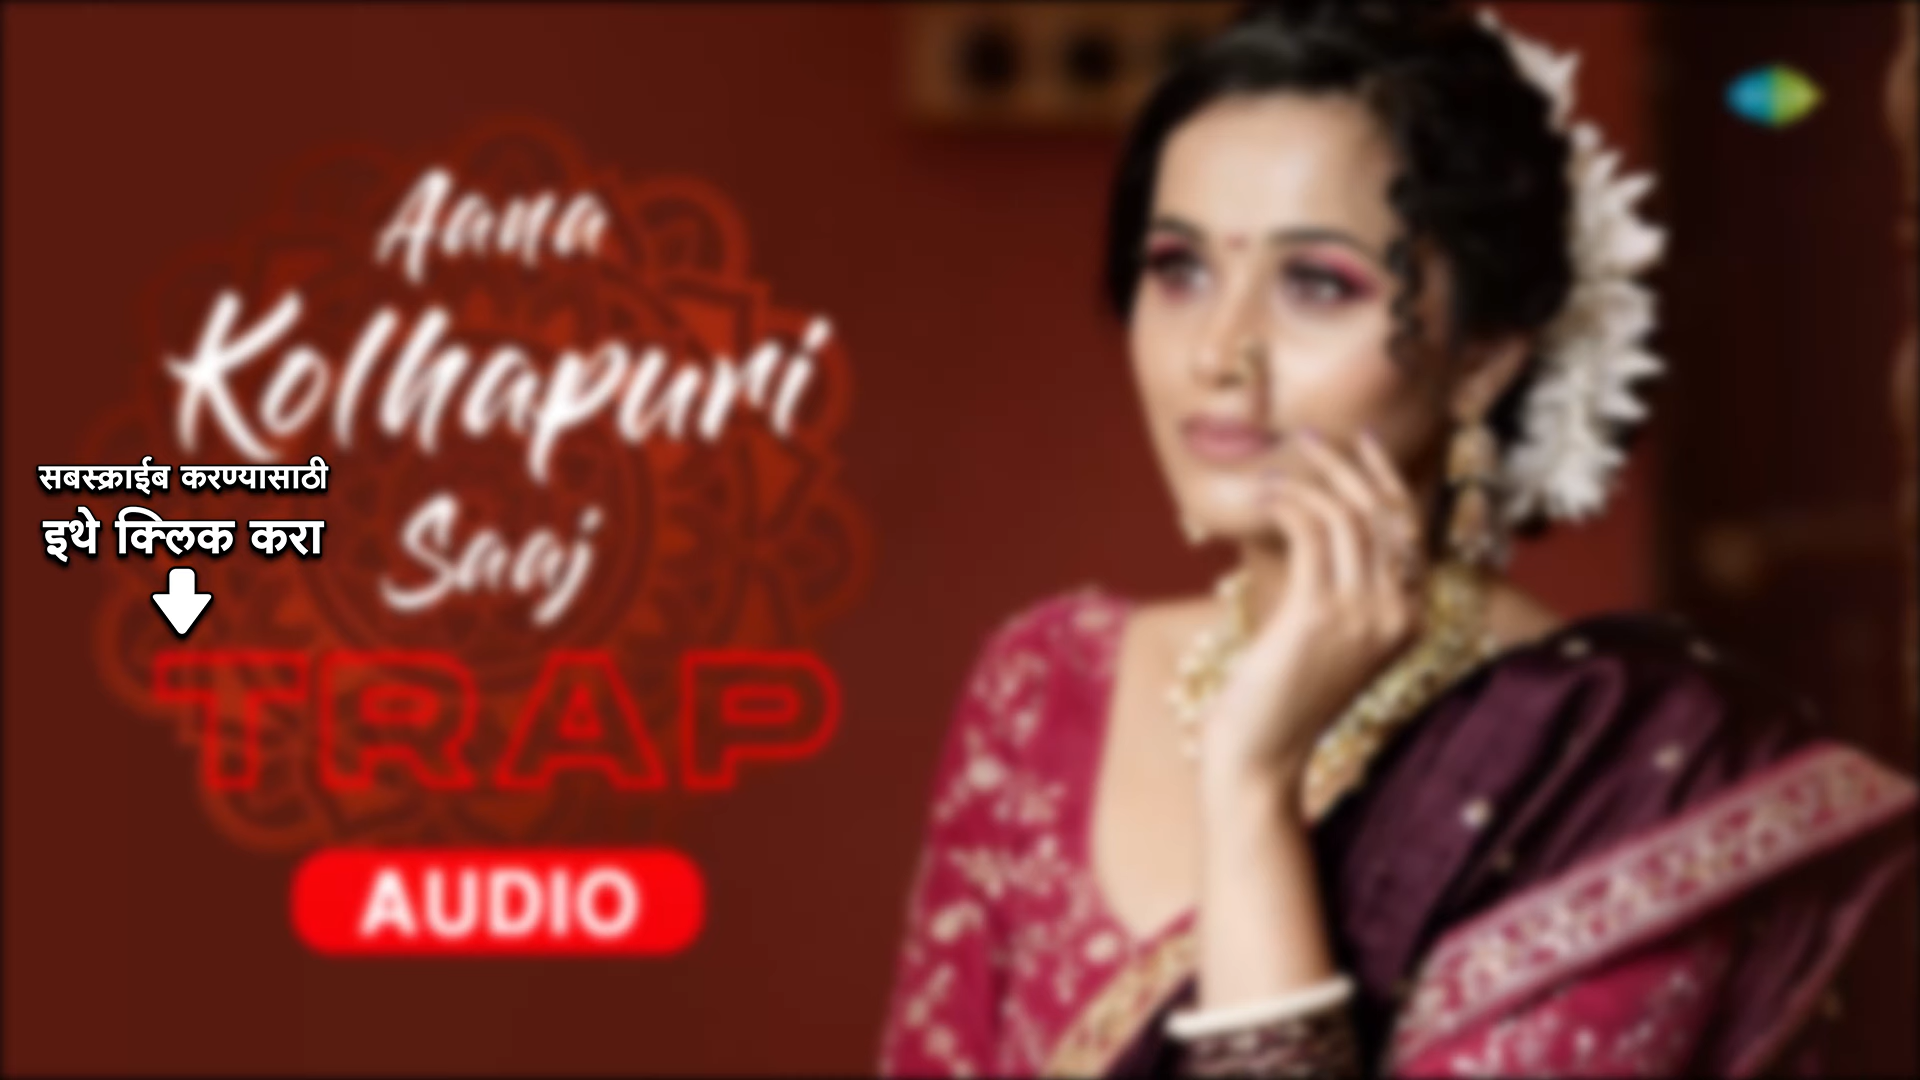 Aana
Kolhapuri
सबस्क्राईब करण्यासाठी
इथे क्लिक करा
Saaj
TRAP
AUDIO